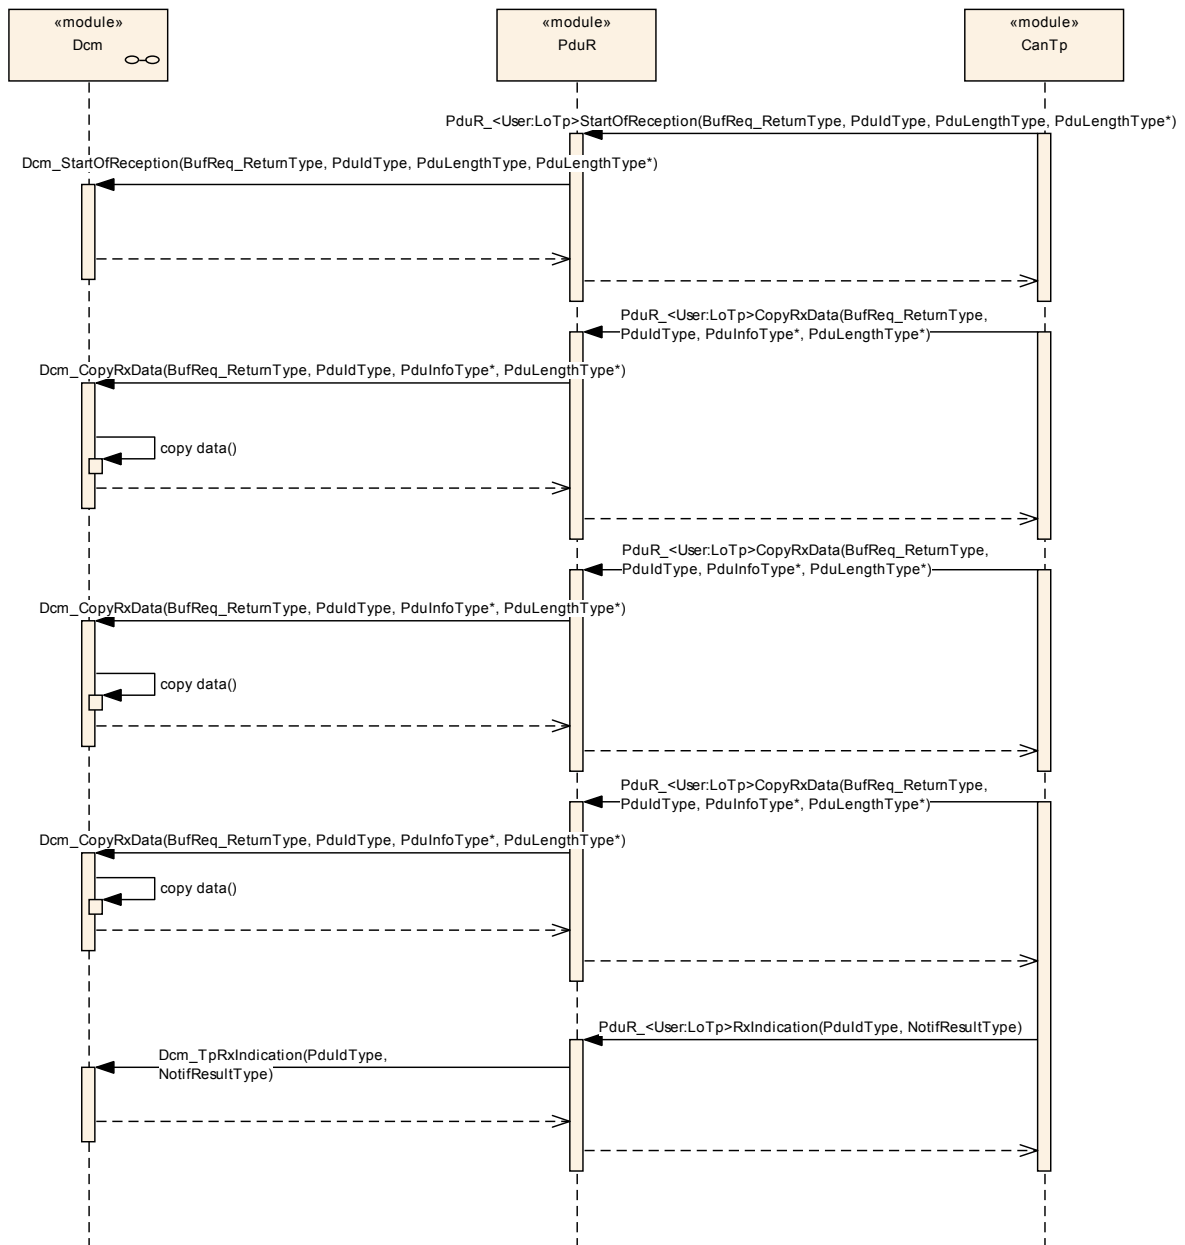 «module»
Dcm
«module»
PduR
«module»
CanTp
PduR_<User:LoTp>StartOfReception(BufReq_ReturnType, PduIdType, PduLengthType, PduLengthType*)
Dcm_StartOfReception(BufReq_ReturnType, PduIdType, PduLengthType, PduLengthType*)
PduR_<User:LoTp>CopyRxData(BufReq_ReturnType,
PduIdType, PduInfoType*, PduLengthType*)
Dcm_CopyRxData(BufReq_ReturnType, PduIdType, PduInfoType*, PduLengthType*)
copy data()
PduR_<User:LoTp>CopyRxData(BufReq_ReturnType,
PduIdType, PduInfoType*, PduLengthType*)
Dcm_CopyRxData(BufReq_ReturnType, PduIdType, PduInfoType*, PduLengthType*)
copy data()
PduR_<User:LoTp>CopyRxData(BufReq_ReturnType,
PduIdType, PduInfoType*, PduLengthType*)
Dcm_CopyRxData(BufReq_ReturnType, PduIdType, PduInfoType*, PduLengthType*)
copy data()
PduR_<User:LoTp>RxIndication(PduIdType, NotifResultType)
Dcm_TpRxIndication(PduIdType,
NotifResultType)